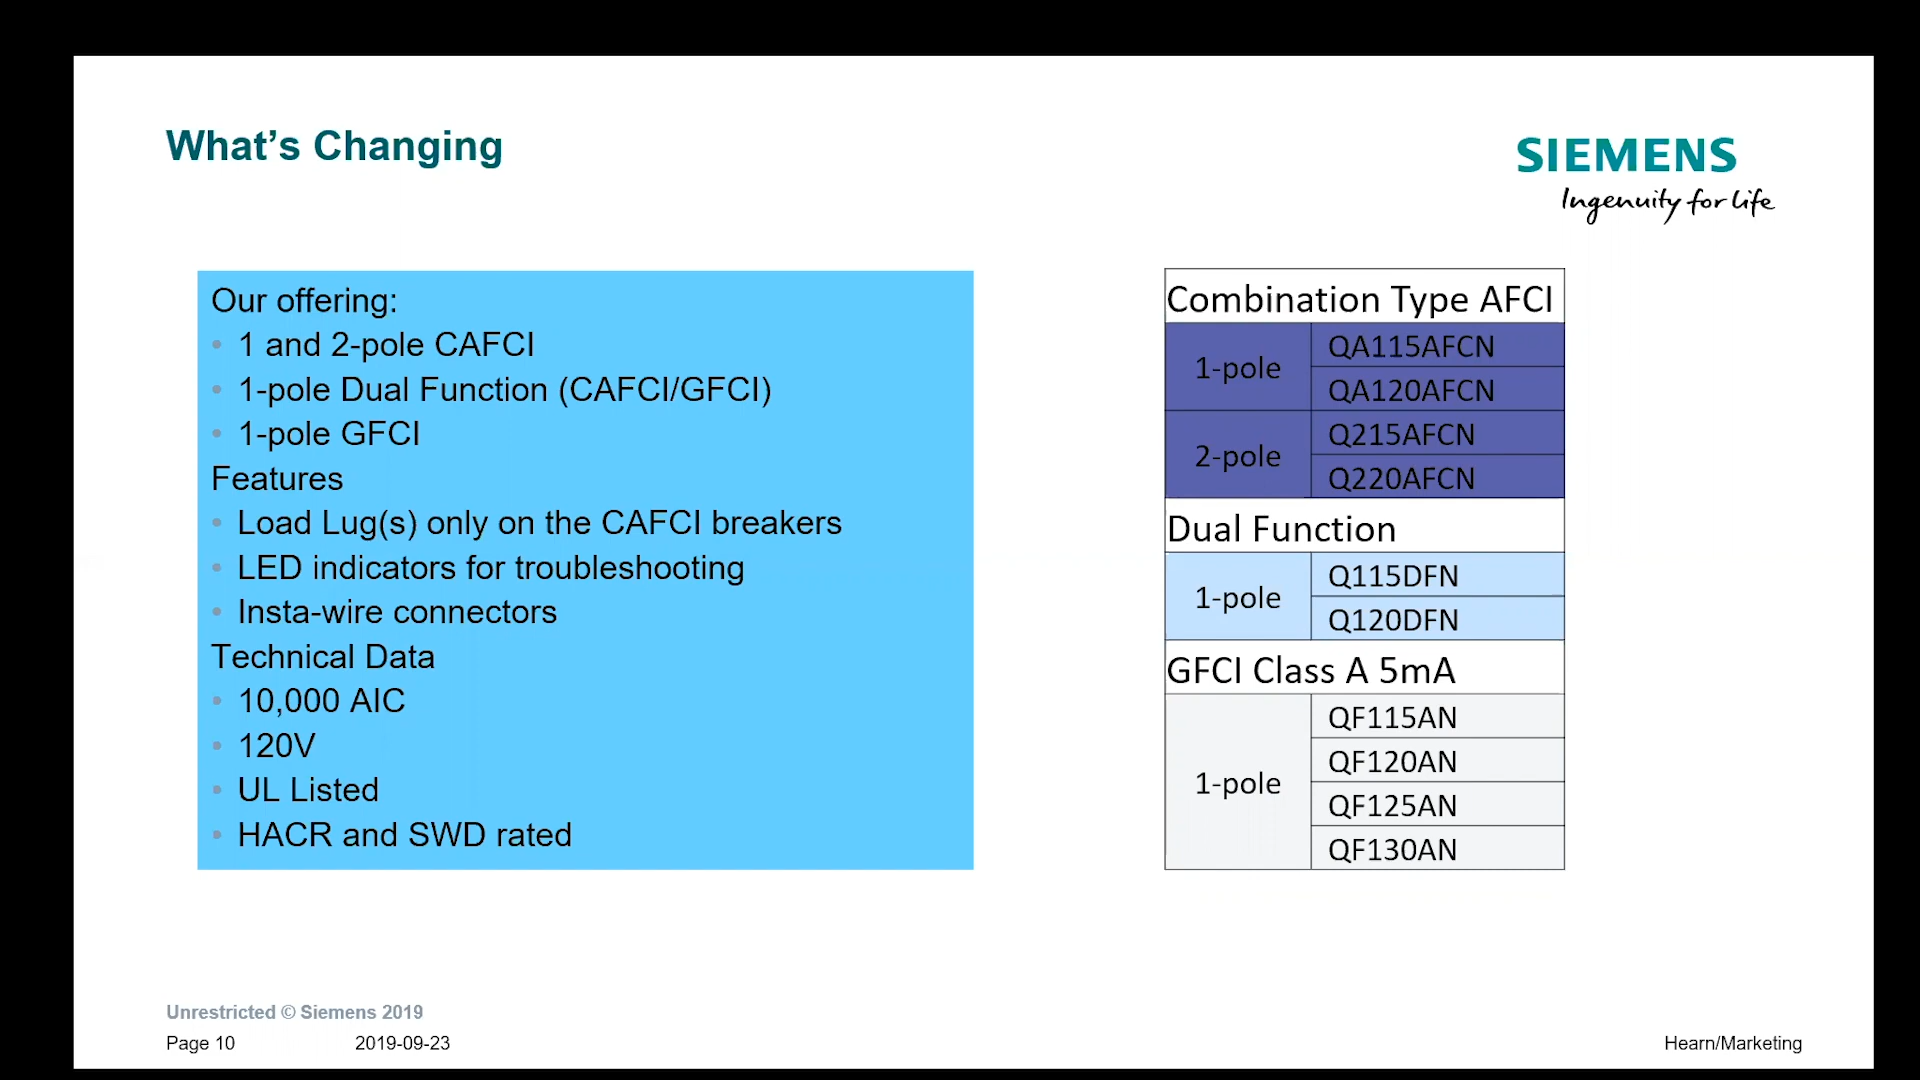 What’s Changing
SIEMENS
Ingenuity for life
Our offering:
• 1 and 2-pole CAFCI
• 1-pole Dual Function (CAFCI/GFCI)
• 1-pole GFCI
Features
• Load Lug(s) only on the CAFCI breakers
• LED indicators for troubleshooting
• Insta-wire connectors
Technical Data
• 10,000 AIC
• 120V
• UL Listed
• HACR and SWD rated
Combination Type AFCI
1-pole
QA115AFCN
QA120AFCN
2-pole
Q215AFCN
Q220AFCN
Dual Function
1-pole
Q115DFN
Q120DFN
GFCI Class A 5mA
1-pole
QF115AN
QF120AN
QF125AN
QF130AN
Unrestricted © Siemens 2019
Page 10 2019-09-23 Hearn/Marketing